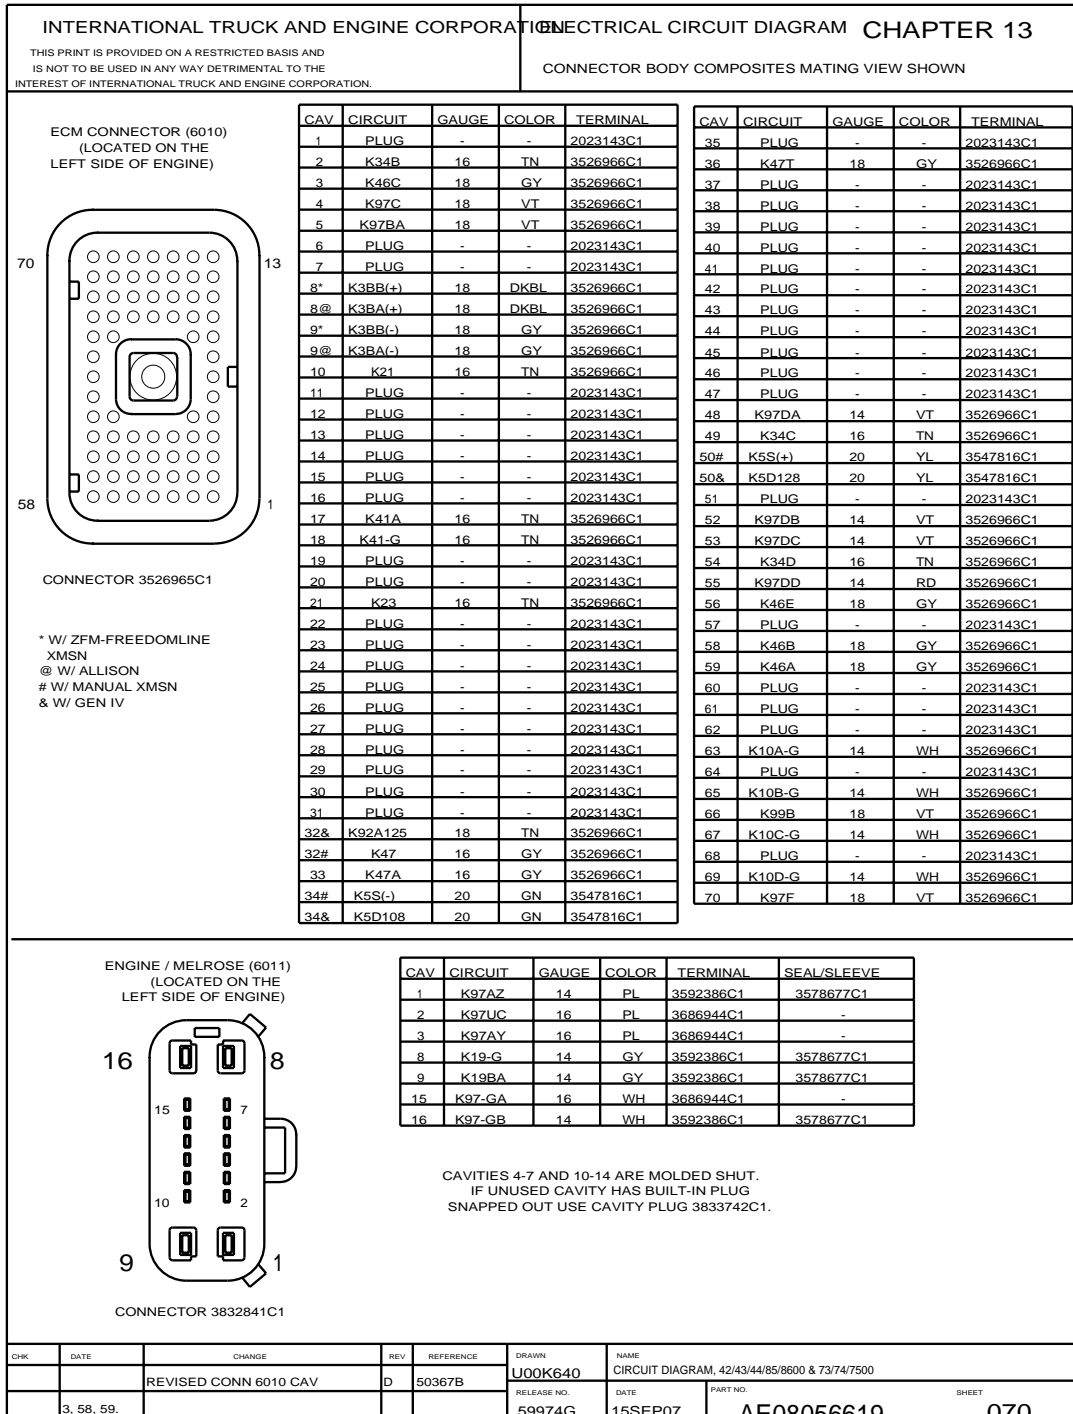 INTERNATIONAL TRUCK AND ENGINE CORPORATION
ELECTRICAL CIRCUIT DIAGRAM CHAPTER 13
THIS PRINT IS PROVIDED ON A RESTRICTED BASIS AND
IS NOT TO BE USED IN ANY WAY DETRIMENTAL TO THE
INTEREST OF INTERNATIONAL TRUCK AND ENGINE CORPORATION.
CONNECTOR BODY COMPOSITES MATING VIEW SHOWN
ECM CONNECTOR (6010)
(LOCATED ON THE
LEFT SIDE OF ENGINE)
70
13
58
1
CONNECTOR 3526965C1
* W/ ZFM-FREEDOMLINE
XMSN
@ W/ ALLISON
# W/ MANUAL XMSN
& W/ GEN IV
CAV CIRCUIT GAUGE COLOR TERMINAL
1 PLUG - - 2023143C1
2 K34B 16 TN 3526966C1
3 K46C 18 GY 3526966C1
4 K97C 18 VT 3526966C1
5 K97BA 18 VT 3526966C1
6 PLUG - - 2023143C1
7 PLUG - - 2023143C1
8* K3BB(+) 18 DKBL 3526966C1
8@ K3BA(+) 18 DKBL 3526966C1
9* K3BB(-) 18 GY 3526966C1
9@ K3BA(-) 18 GY 3526966C1
10 K21 16 TN 3526966C1
11 PLUG - - 2023143C1
12 PLUG - - 2023143C1
13 PLUG - - 2023143C1
14 PLUG - - 2023143C1
15 PLUG - - 2023143C1
16 PLUG - - 2023143C1
17 K41A 16 TN 3526966C1
18 K41-G 16 TN 3526966C1
19 PLUG - - 2023143C1
20 PLUG - - 2023143C1
21 K23 16 TN 3526966C1
22 PLUG - - 2023143C1
23 PLUG - - 2023143C1
24 PLUG - - 2023143C1
25 PLUG - - 2023143C1
26 PLUG - - 2023143C1
27 PLUG - - 2023143C1
28 PLUG - - 2023143C1
29 PLUG - - 2023143C1
30 PLUG - - 2023143C1
31 PLUG - - 2023143C1
32& K92A125 18 TN 3526966C1
32# K47 16 GY 3526966C1
33 K47A 16 GY 3526966C1
34# K5S(-) 20 GN 3547816C1
34& K5D108 20 GN 3547816C1
CAV CIRCUIT GAUGE COLOR TERMINAL
35 PLUG - - 2023143C1
36 K47T 18 GY 3526966C1
37 PLUG - - 2023143C1
38 PLUG - - 2023143C1
39 PLUG - - 2023143C1
40 PLUG - - 2023143C1
41 PLUG - - 2023143C1
42 PLUG - - 2023143C1
43 PLUG - - 2023143C1
44 PLUG - - 2023143C1
45 PLUG - - 2023143C1
46 PLUG - - 2023143C1
47 PLUG - - 2023143C1
48 K97DA 14 VT 3526966C1
49 K34C 16 TN 3526966C1
50# K5S(+) 20 YL 3547816C1
50& K5D128 20 YL 3547816C1
51 PLUG - - 2023143C1
52 K97DB 14 VT 3526966C1
53 K97DC 14 VT 3526966C1
54 K34D 16 TN 3526966C1
55 K97DD 14 RD 3526966C1
56 K46E 18 GY 3526966C1
57 PLUG - - 2023143C1
58 K46B 18 GY 3526966C1
59 K46A 18 GY 3526966C1
60 PLUG - - 2023143C1
61 PLUG - - 2023143C1
62 PLUG - - 2023143C1
63 K10A-G 14 WH 3526966C1
64 PLUG - - 2023143C1
65 K10B-G 14 WH 3526966C1
66 K99B 18 VT 3526966C1
67 K10C-G 14 WH 3526966C1
68 PLUG - - 2023143C1
69 K10D-G 14 WH 3526966C1
70 K97F 18 VT 3526966C1
ENGINE / MELROSE (6011)
(LOCATED ON THE
LEFT SIDE OF ENGINE)
16 8
15 7
10 2
9 1
CONNECTOR 3832841C1
CAV CIRCUIT GAUGE COLOR TERMINAL SEAL/SLEEVE
1 K97AZ 14 PL 3592386C1 3578677C1
2 K97UC 16 PL 3686944C1 -
3 K97AY 16 PL 3686944C1 -
8 K19-G 14 GY 3592386C1 3578677C1
9 K19BA 14 GY 3592386C1 3578677C1
15 K97-GA 16 WH 3686944C1 -
16 K97-GB 14 WH 3592386C1 3578677C1
CAVITIES 4-7 AND 10-14 ARE MOLDED SHUT.
IF UNUSED CAVITY HAS BUILT-IN PLUG
SNAPPED OUT USE CAVITY PLUG 3833742C1.
CHK DATE CHANGE REV REFERENCE DRAWN NAME
REVISED CONN 6010 CAV D 50367B U00K640 CIRCUIT DIAGRAM, 42/43/44/85/8600 & 73/74/7500
RELEASE NO. DATE PART NO. SHEET
3, 58, 59. 59974G 15SEP07 AE08056619 070